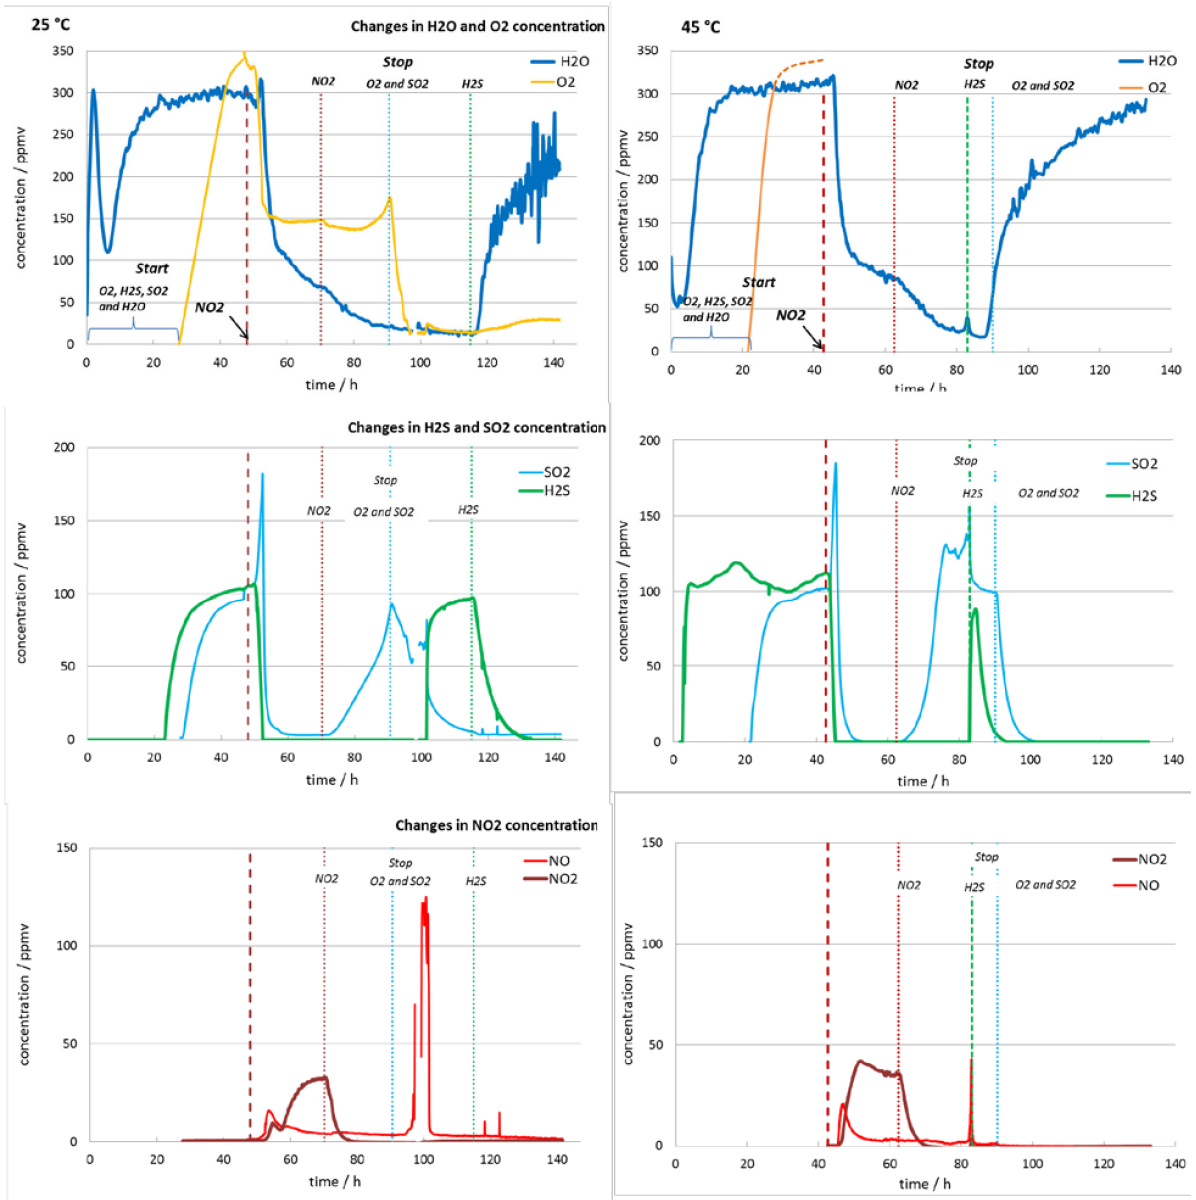 25 °C
Changes in H2O and O2 concentration
350
300
250
200
150
100
50
0
concentration / ppmv
Stop
NO2
O2 and SO2
H2S
H2O
O2
Start
O2, H2S, SO2
and H2O
NO2
0 20 40 60 80 100 120 140
time / h
45 °C
350
300
250
200
150
100
50
0
concentration / ppmv
Stop
NO2
H2S
O2 and SO2
H2O
O2
Start
O2, H2S, SO2
and H2O
NO2
0 20 40 60 80 100 120 140
time / h
Changes in H2S and SO2 concentration
200
150
100
50
0
concentration / ppmv
Stop
NO2
O2 and SO2
H2S
SO2
H2S
0 20 40 60 80 100 120 140
time / h
200
150
100
50
0
concentration / ppmv
Stop
NO2
H2S
O2 and SO2
SO2
H2S
0 20 40 60 80 100 120 140
time / h
Changes in NO2 concentration
150
100
50
0
concentration / ppmv
Stop
NO2
O2 and SO2
H2S
NO
NO2
0 20 40 60 80 100 120 140
time / h
150
100
50
0
concentration / ppmv
Stop
NO2
H2S
O2 and SO2
NO2
NO
0 20 40 60 80 100 120 140
time / h